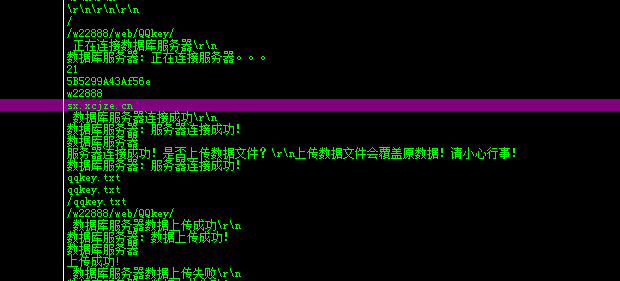 \r\n\r\n\r\n
/
/w22888/web/QQkey/
正在连接数据库服务器\r\n
数据库服务器：正在连接服务器。。。
21
5B5299A43Af56e
w22888
sx.xcjze.cn
数据库服务器连接成功\r\n
数据库服务器：服务器连接成功！
数据库服务器
服务器连接成功！是否上传数据文件？\r\n上传数据文件会覆盖原数据！请小心行事！
数据库服务器：服务器连接成功！
qqkey.txt
qqkey.txt
/qqkey.txt
/w22888/web/QQkey/
数据库服务器数据上传成功\r\n
数据库服务器：数据上传成功！
数据库服务器
上传成功！
数据库服务器数据上传失败\r\n